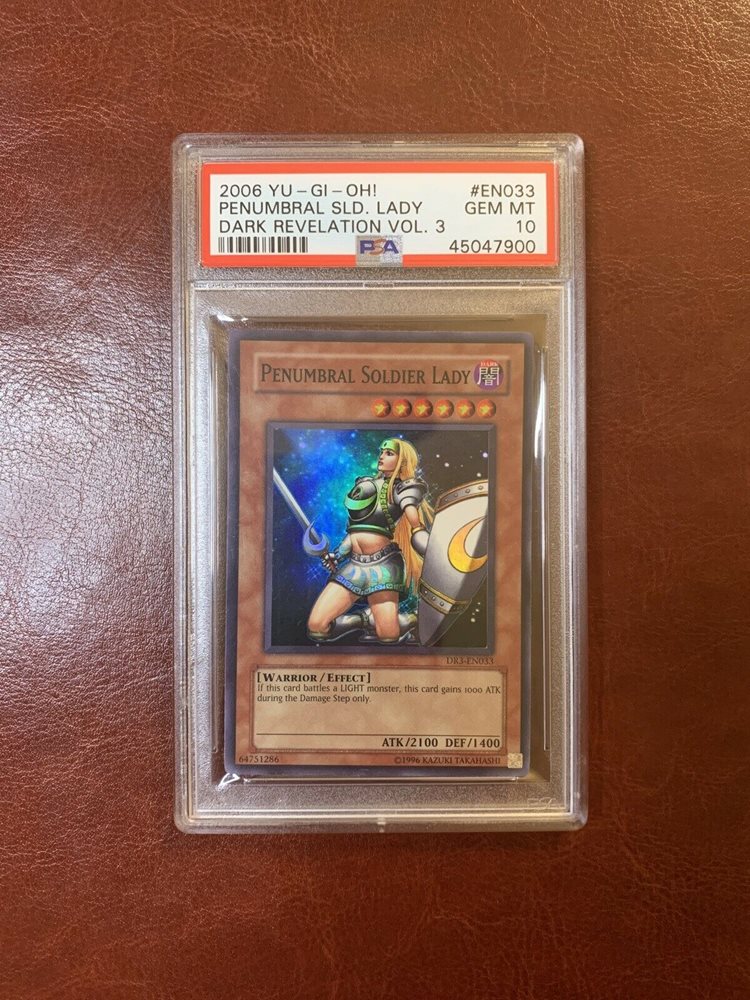 2006 YU-GI-OH! #EN033
PENUMBRAL SLD. LADY GEM MT
DARK REVELATION VOL. 3 10
PSA 45047900
PENUMBRAL SOLDIER LADY DARK 闇
DR3-EN033
[WARRIOR/EFFECT]
If this card battles a LIGHT monster, this card gains 1000 ATK
during the Damage Step only.
ATK/2100 DEF/1400
64751286 ©1996 KAZUKI TAKAHASHI